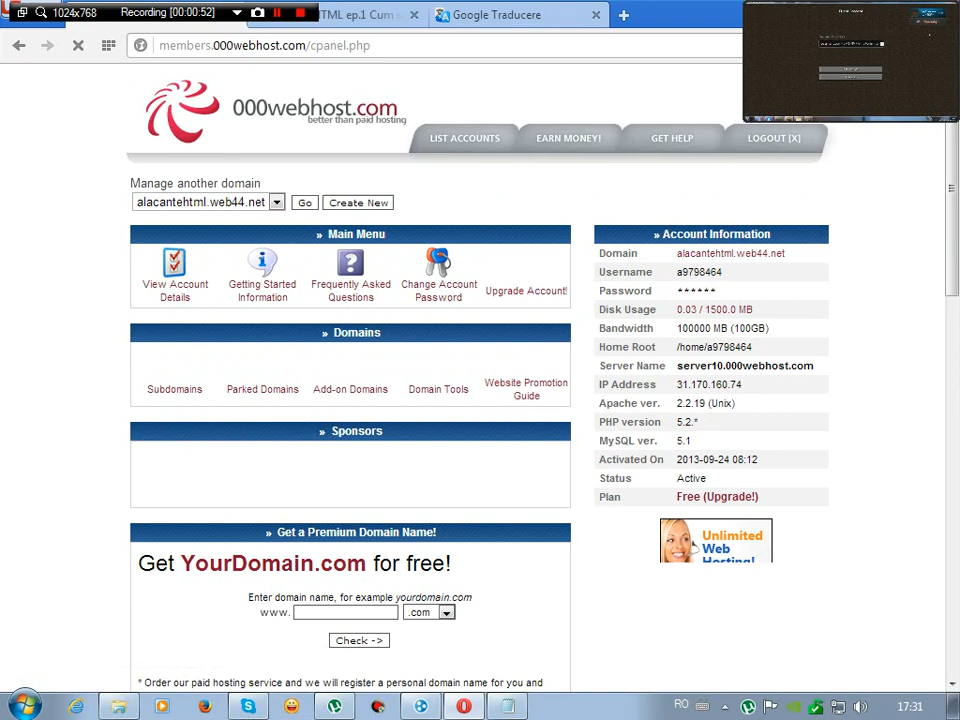 1024x768 Recording [00:00:52] HTML ep.1 Cum s Google Traducere
members.000webhost.com/cpanel.php
000webhost.com
better than paid hosting
LIST ACCOUNTS EARN MONEY! GET HELP LOGOUT [X]
Manage another domain
alacantehtml.web44.net Go Create New
» Main Menu
View Account Details
Getting Started Information
Frequently Asked Questions
Change Account Password
Upgrade Account!
» Domains
Subdomains
Parked Domains
Add-on Domains
Domain Tools
Website Promotion Guide
» Sponsors
» Get a Premium Domain Name!
Get YourDomain.com for free!
Enter domain name, for example yourdomain.com
www. .com
Check ->
* Order our paid hosting service and we will register a personal domain name for you and
» Account Information
Domain alacantehtml.web44.net
Username a9798464
Password ******
Disk Usage 0.03 / 1500.0 MB
Bandwidth 100000 MB (100GB)
Home Root /home/a9798464
Server Name server10.000webhost.com
IP Address 31.170.160.74
Apache ver. 2.2.19 (Unix)
PHP version 5.2.*
MySQL ver. 5.1
Activated On 2013-09-24 08:12
Status Active
Plan Free (Upgrade!)
Unlimited
Web
Hosting!
RO 17:31